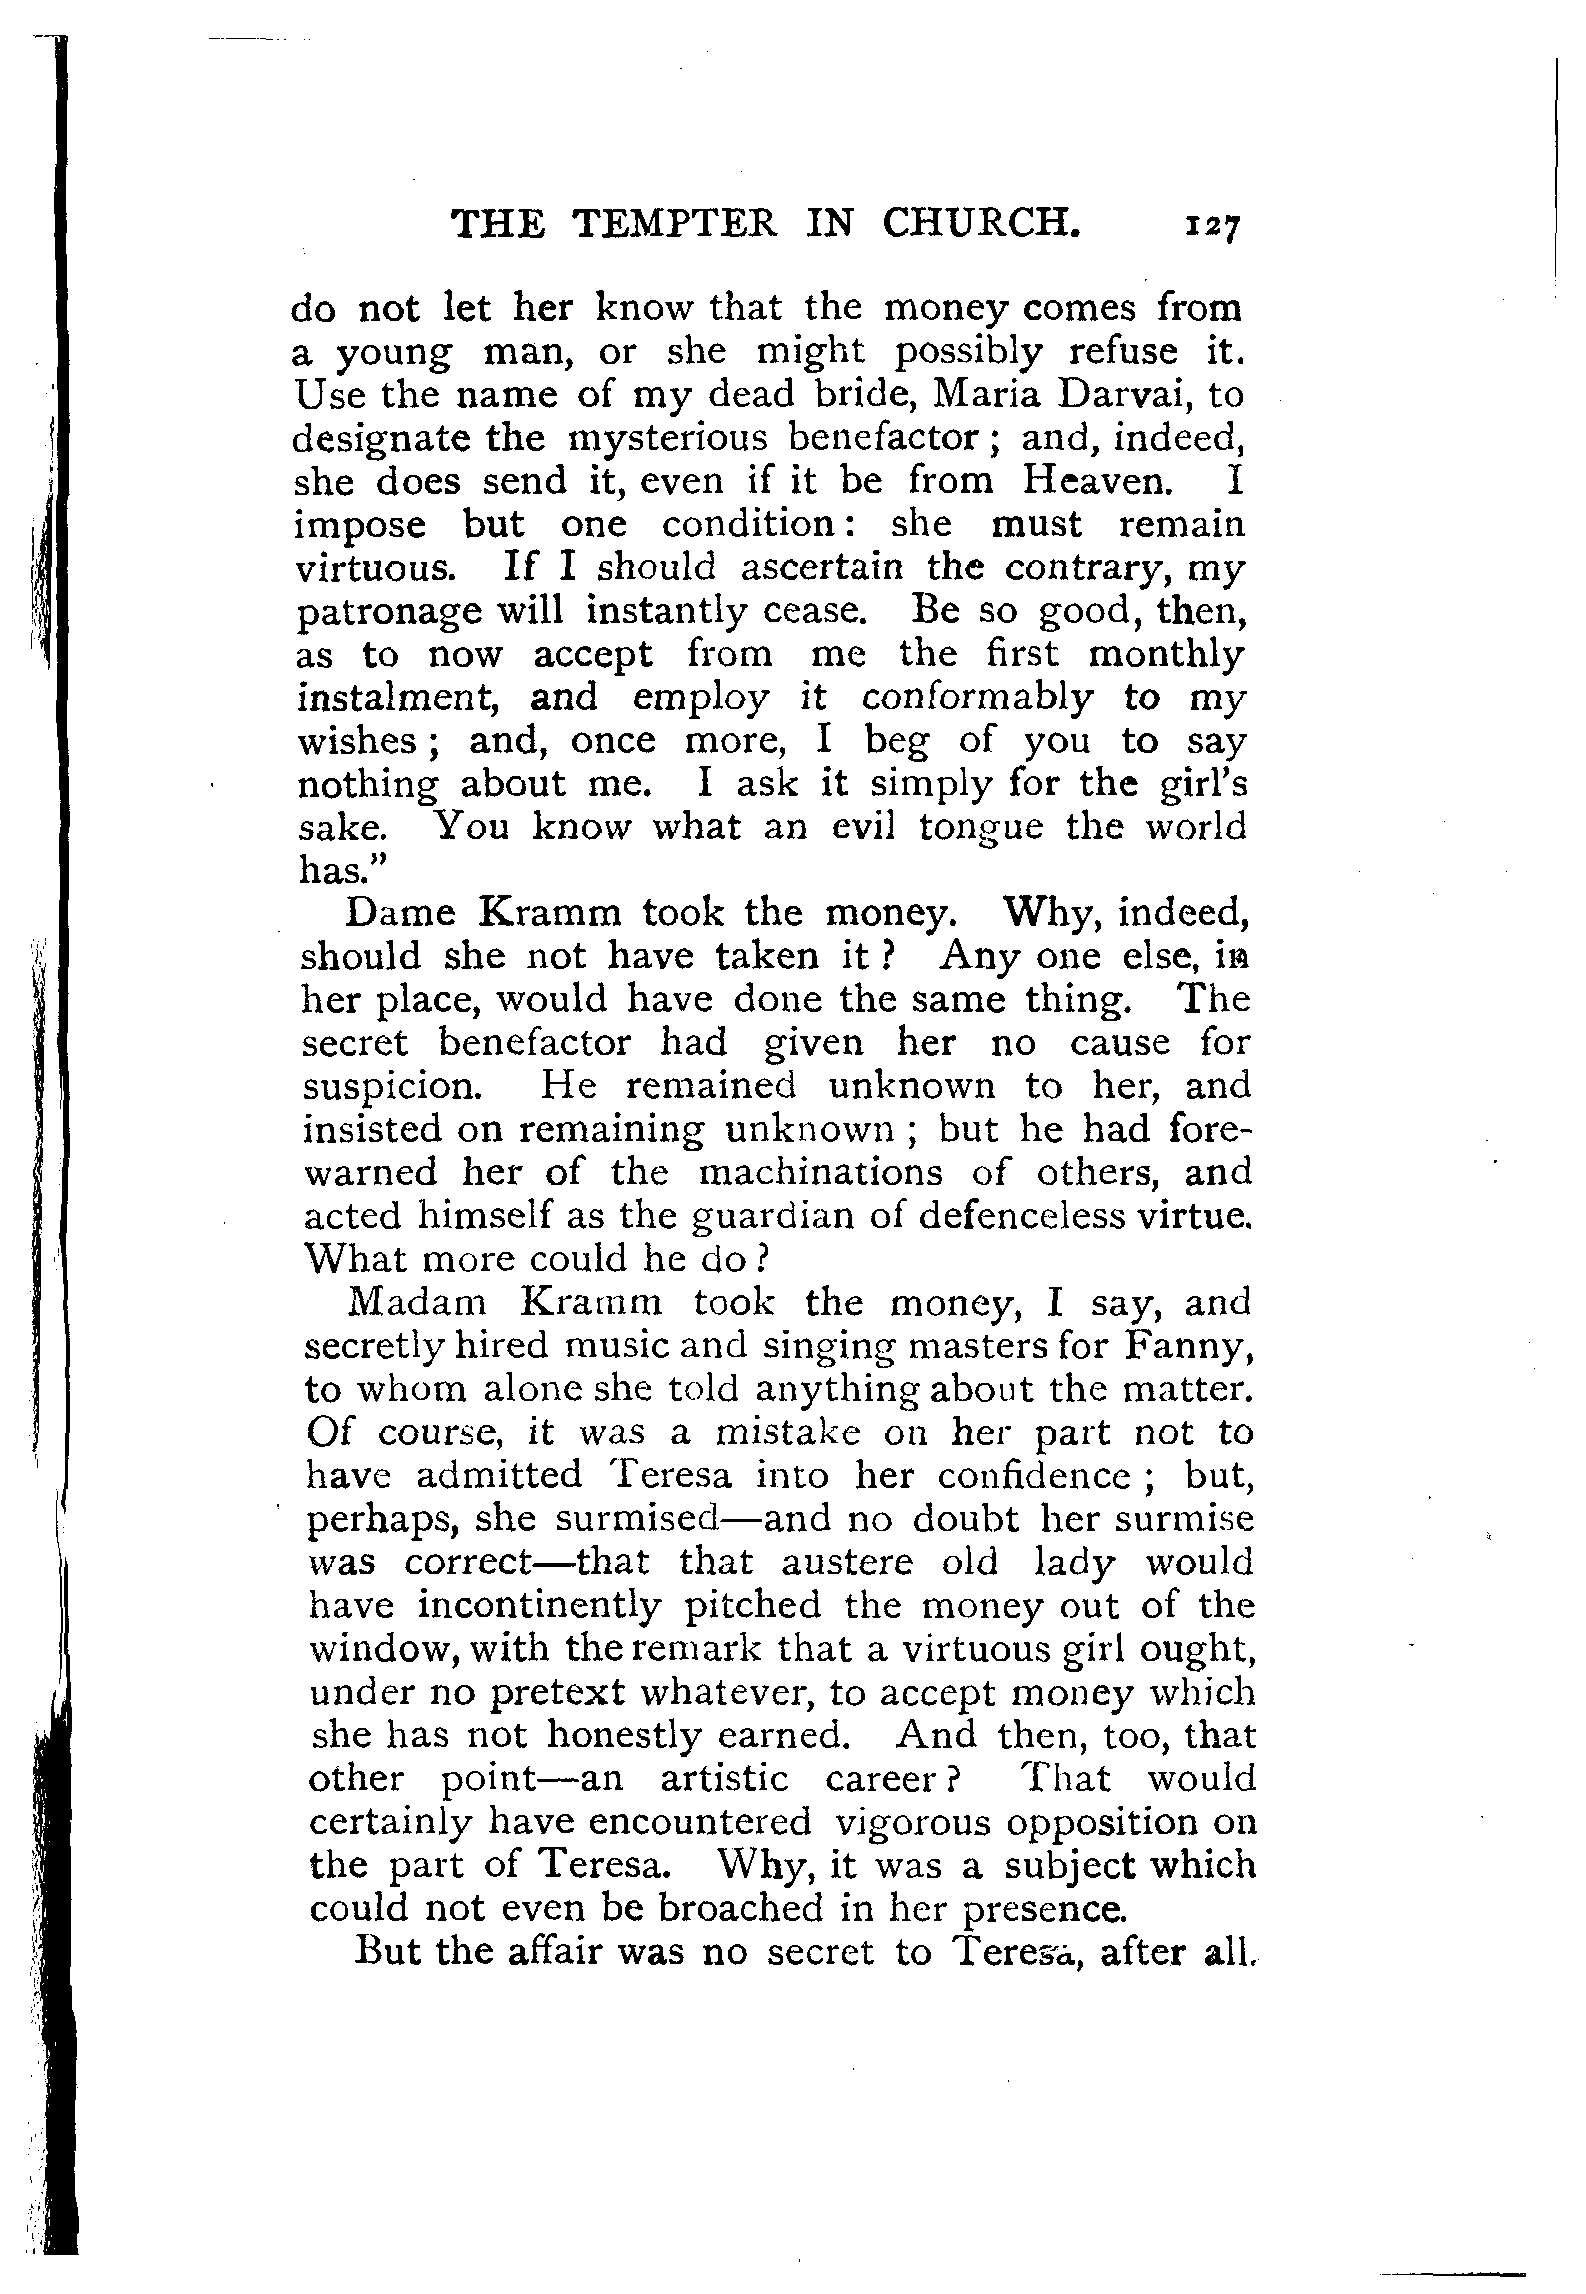 THE TEMPTER IN CHURCH. 127
do not let her know that the money comes from
a young man, or she might possibly refuse it.
Use the name of my dead bride, Maria Darvai, to
designate the mysterious benefactor ; and, indeed,
she does send it, even if it be from Heaven. I
impose but one condition : she must remain
virtuous. If I should ascertain the contrary, my
patronage will instantly cease. Be so good, then,
as to now accept from me the first monthly
instalment, and employ it conformably to my
wishes ; and, once more, I beg of you to say
nothing about me. I ask it simply for the girl's
sake. You know what an evil tongue the world
has."
Dame Kramm took the money. Why, indeed,
should she not have taken it ? Any one else, in
her place, would have done the same thing. The
secret benefactor had given her no cause for
suspicion. He remained unknown to her, and
insisted on remaining unknown ; but he had fore-
warned her of the machinations of others, and
acted himself as the guardian of defenceless virtue.
What more could he do ?
Madam Kramm took the money, I say, and
secretly hired music and singing masters for Fanny,
to whom alone she told anything about the matter.
Of course, it was a mistake on her part not to
have admitted Teresa into her confidence ; but,
perhaps, she surmised—and no doubt her surmise
was correct—that that austere old lady would
have incontinently pitched the money out of the
window, with the remark that a virtuous girl ought,
under no pretext whatever, to accept money which
she has not honestly earned. And then, too, that
other point—an artistic career ? That would
certainly have encountered vigorous opposition on
the part of Teresa. Why, it was a subject which
could not even be broached in her presence.
But the affair was no secret to Teresa, after all.